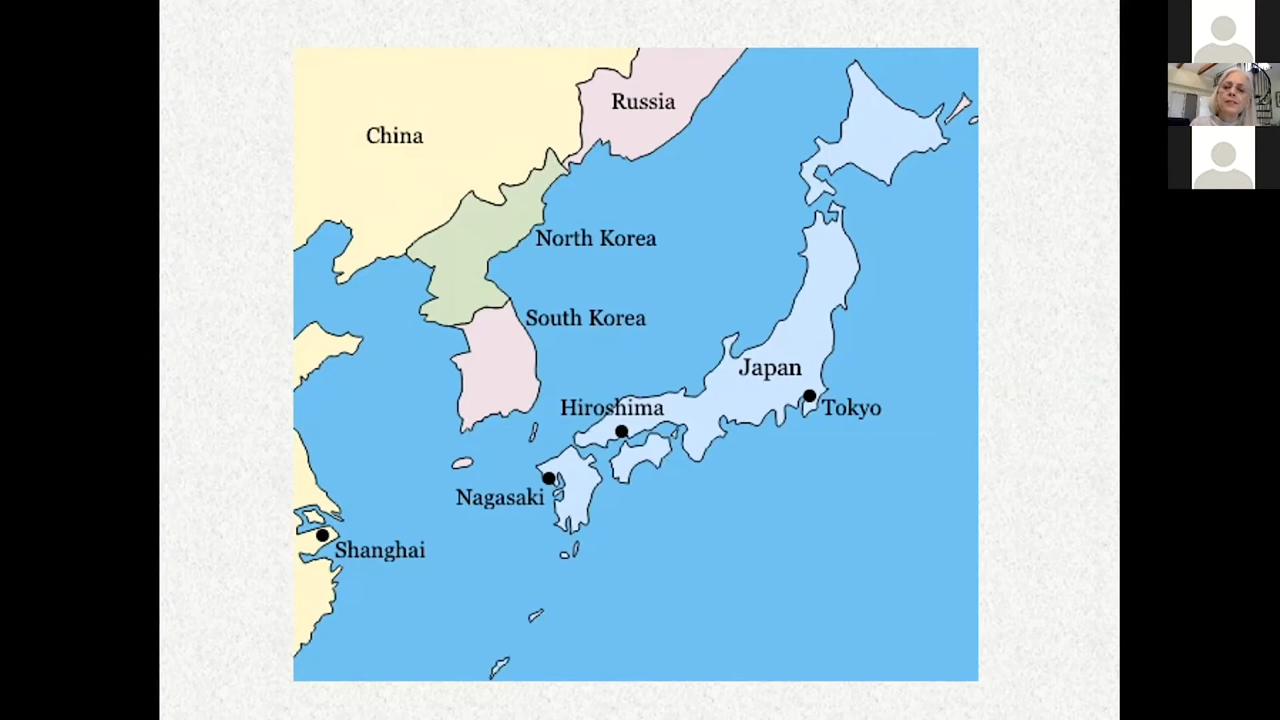 Russia
China
North Korea
South Korea
Japan
Hiroshima
Tokyo
Nagasaki
Shanghai